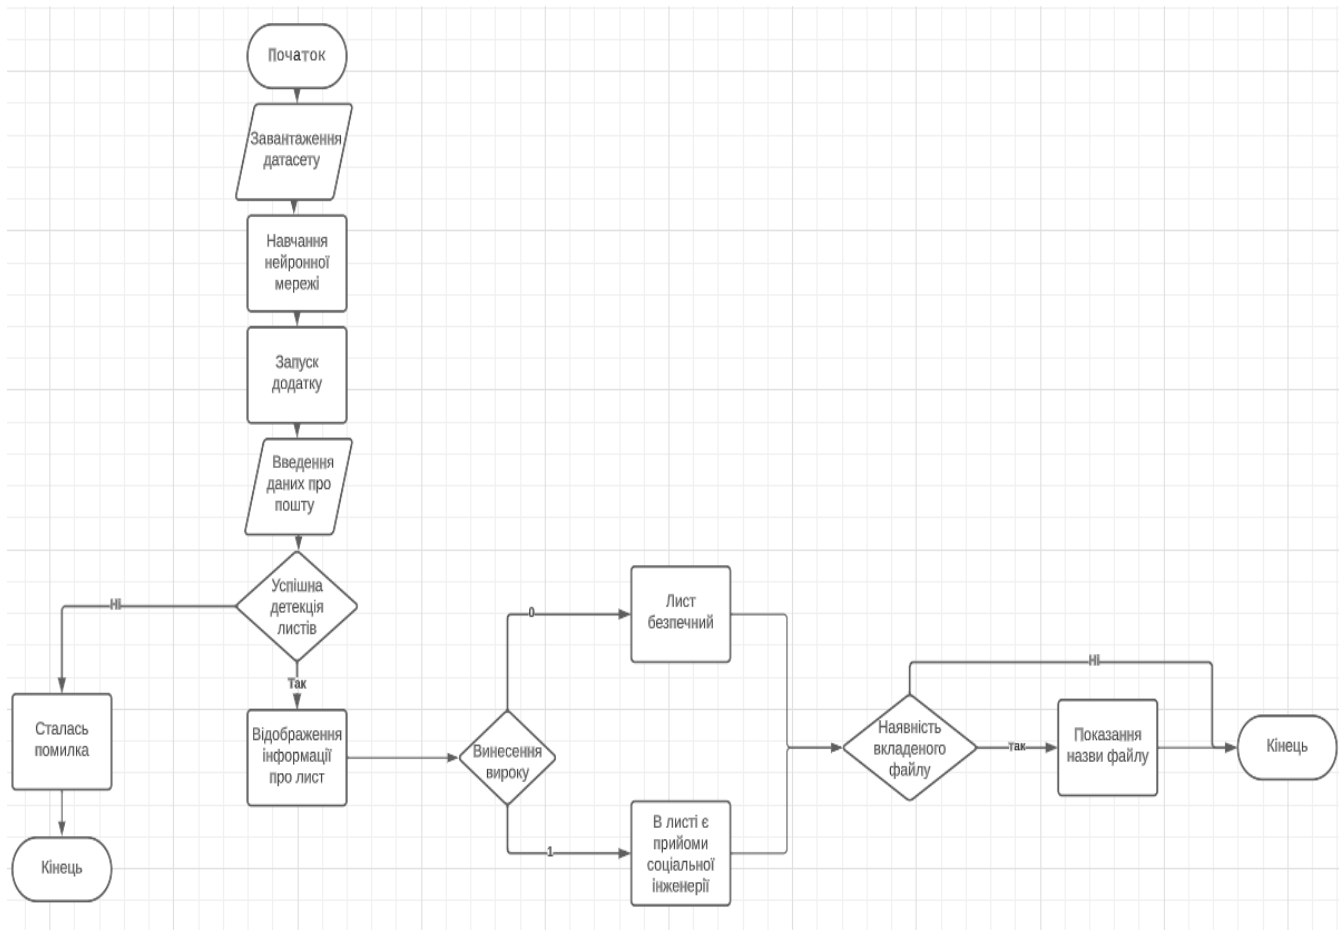 Початок
Завантаження
датасету
Навчання
нейронної
мережі
Запуск
додатку
Введення
даних про
пошту
Успішна
детекція
листів
Ні
Так
Сталась
помилка
Кінець
Відображення
інформації
про лист
Винесення
вироку
0
1
Лист
безпечний
В листі є
прийоми
соціальної
інженерії
Наявність
вкладеного
файлу
Ні
так
Показання
назви файлу
Кінець